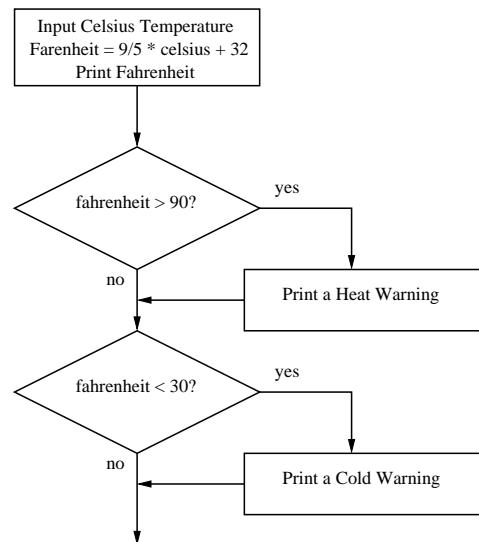 Input Celsius Temperature
Farenheit = 9/5 * celsius + 32
Print Fahrenheit
fahrenheit > 90?
yes
no
Print a Heat Warning
fahrenheit < 30?
yes
no
Print a Cold Warning